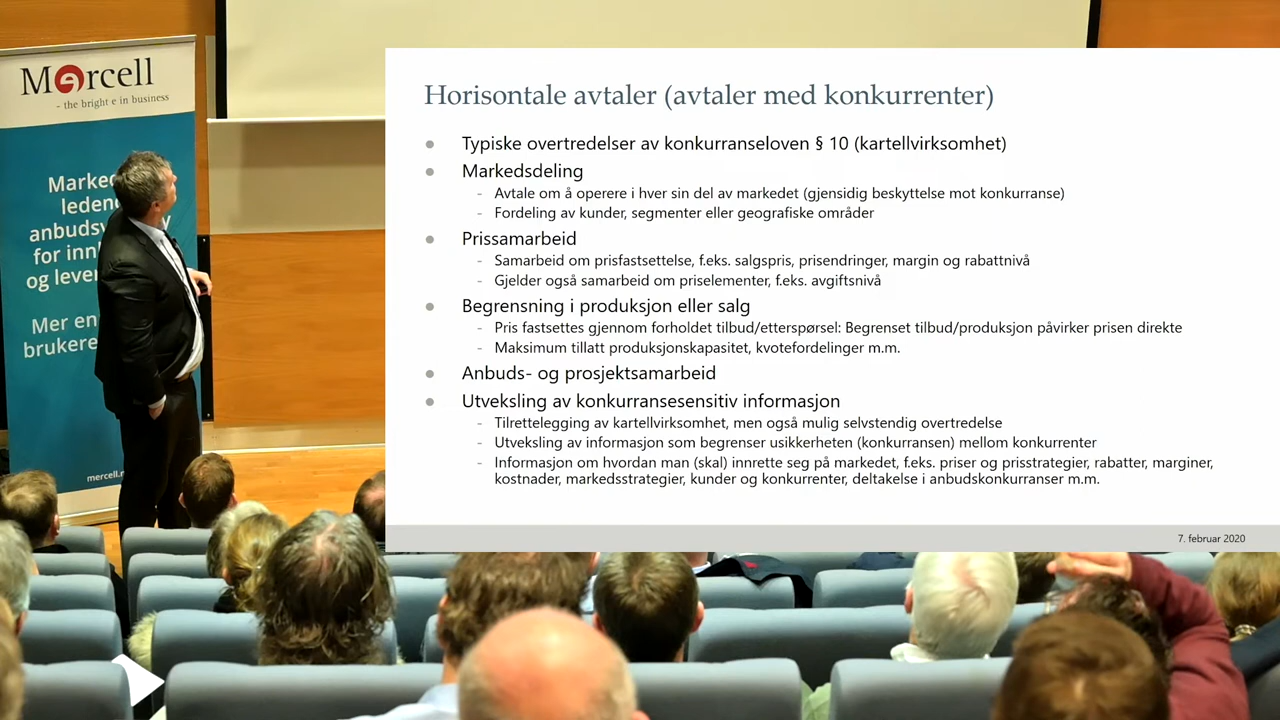 Mercell
- the bright e in business
Marke
leden
anbudsv
for inn
og lever
Mer en
brukere
mercell.
Horisontale avtaler (avtaler med konkurrenter)
Typiske overtredelser av konkurranseloven § 10 (kartellvirksomhet)
Markedsdeling
- Avtale om å operere i hver sin del av markedet (gjensidig beskyttelse mot konkurranse)
- Fordeling av kunder, segmenter eller geografiske områder
Prissamarbeid
- Samarbeid om prisfastsettelse, f.eks. salgspris, prisendringer, margin og rabattnivå
- Gjelder også samarbeid om priselementer, f.eks. avgiftsnivå
Begrensning i produksjon eller salg
- Pris fastsettes gjennom forholdet tilbud/etterspørsel: Begrenset tilbud/produksjon påvirker prisen direkte
- Maksimum tillatt produksjonskapasitet, kvotefordelinger m.m.
Anbuds- og prosjektsamarbeid
Utveksling av konkurransesensitiv informasjon
- Tilrettelegging av kartellvirksomhet, men også mulig selvstendig overtredelse
- Utveksling av informasjon som begrenser usikkerheten (konkurransen) mellom konkurrenter
- Informasjon om hvordan man (skal) innrette seg på markedet, f.eks. priser og prisstrategier, rabatter, marginer,
kostnader, markedsstrategier, kunder og konkurrenter, deltakelse i anbudskonkurranser m.m.
7. februar 2020